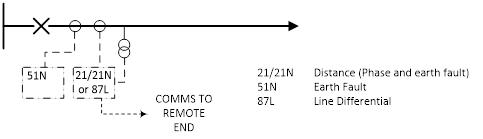 51N
21/21N
or 87L
COMMS TO
REMOTE
END
21/21N Distance (Phase and earth fault)
51N Earth Fault
87L Line Differential